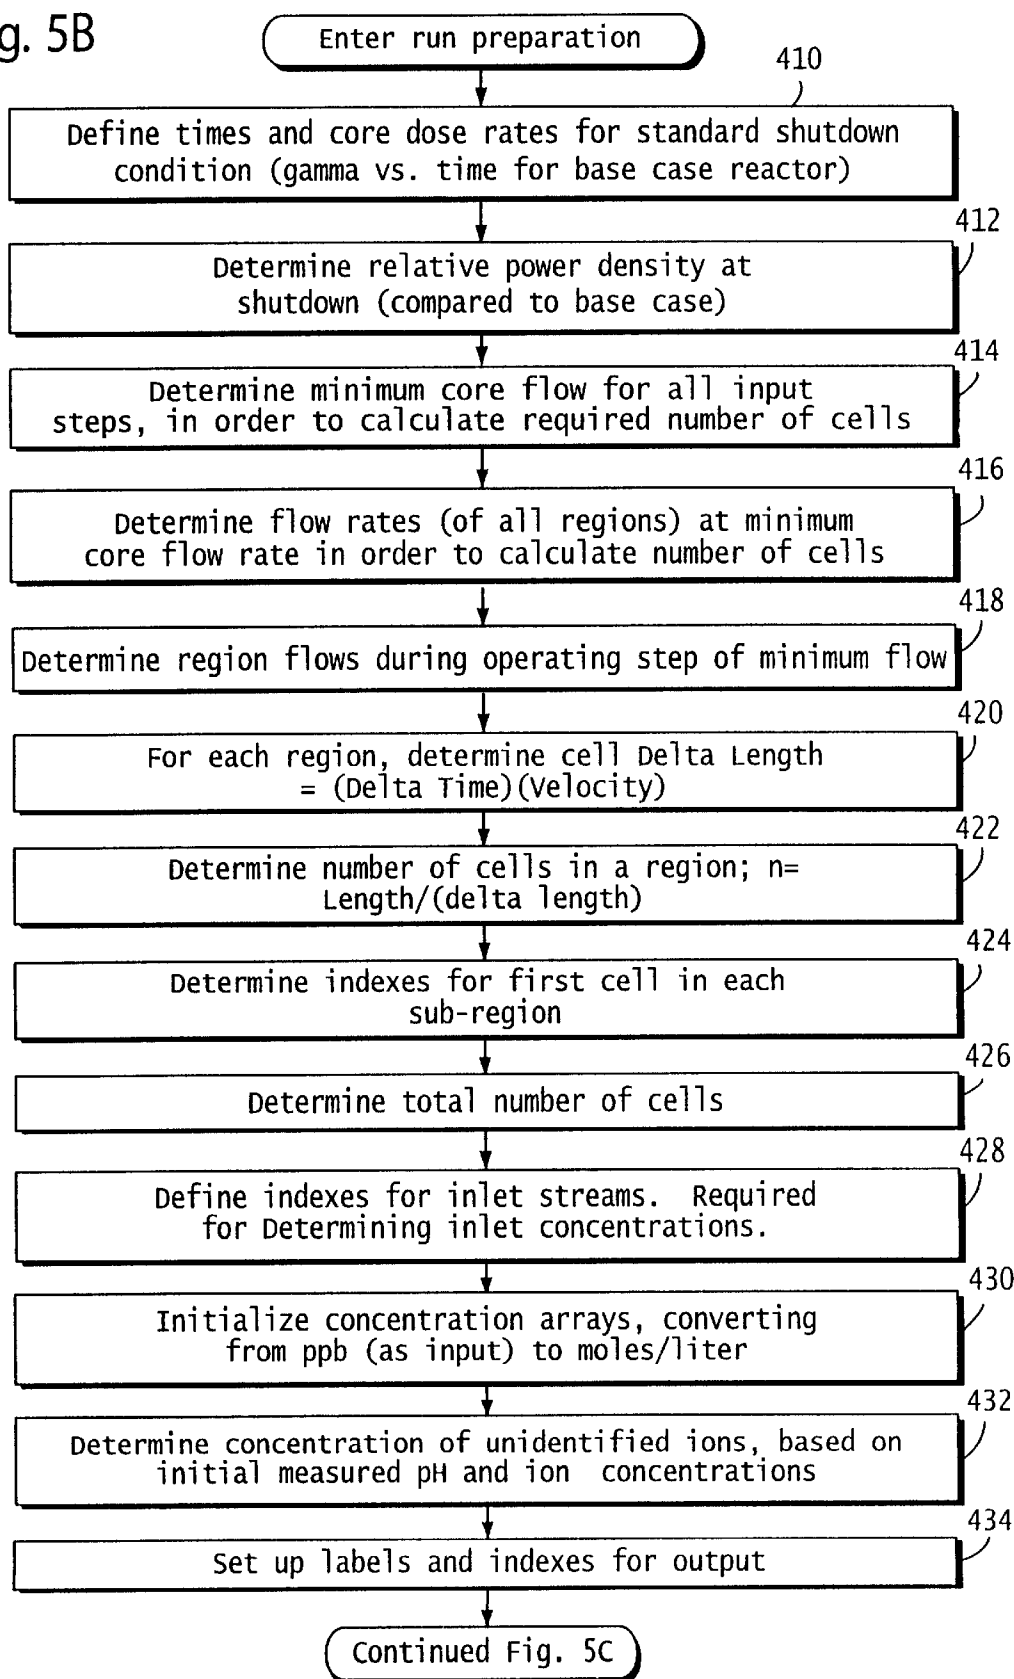 g. 5B
Enter run preparation
410
Define times and core dose rates for standard shutdown
condition (gamma vs. time for base case reactor)
412
Determine relative power density at
shutdown (compared to base case)
414
Determine minimum core flow for all input
steps, in order to calculate required number of cells
416
Determine flow rates (of all regions) at minimum
core flow rate in order to calculate number of cells
418
Determine region flows during operating step of minimum flow
420
For each region, determine cell Delta Length
= (Delta Time)(Velocity)
422
Determine number of cells in a region; n=
Length/(delta length)
424
Determine indexes for first cell in each
sub-region
426
Determine total number of cells
428
Define indexes for inlet streams. Required
for Determining inlet concentrations.
430
Initialize concentration arrays, converting
from ppb (as input) to moles/liter
432
Determine concentration of unidentified ions, based on
initial measured pH and ion concentrations
434
Set up labels and indexes for output
Continued Fig. 5C